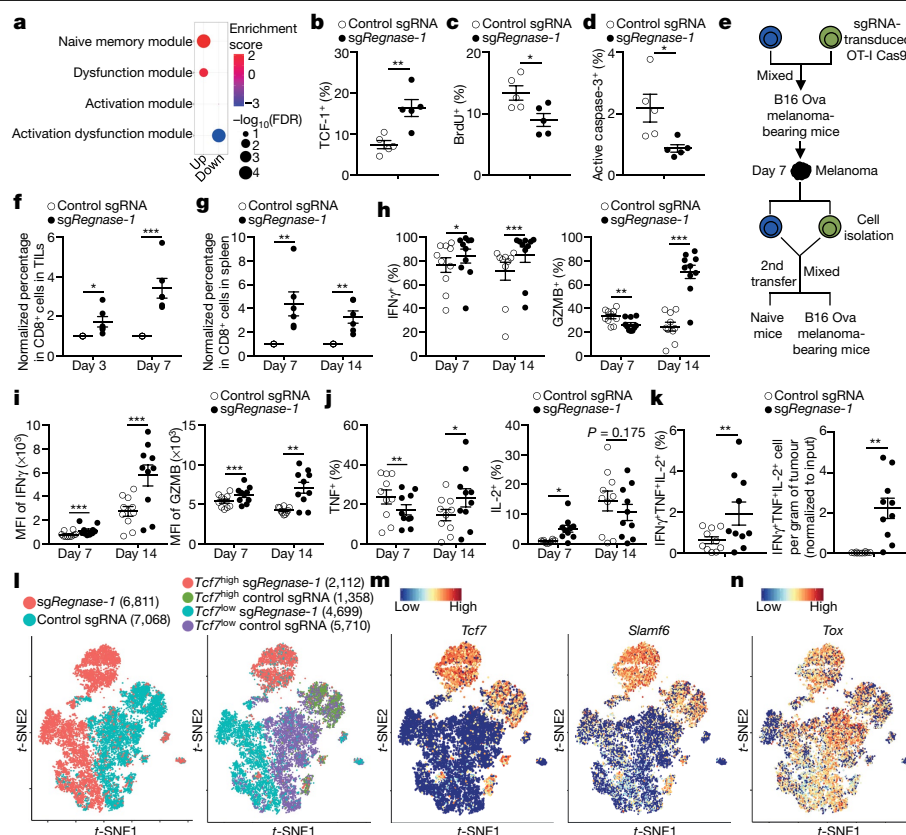 a
Naive memory module
Dysfunction module
Activation module
Activation dysfunction module
Up
Down
Enrichment
score
2
0
−3
−log10(FDR)
1
2
3
4
b
Control sgRNA
sgRegnase-1
TCF-1+ (%)
30
20
10
0
**
c
Control sgRNA
sgRegnase-1
BrdU+ (%)
20
15
10
5
0
*
d
Control sgRNA
sgRegnase-1
Active caspase-3+ (%)
4
2
0
*
e
sgRNA-
transduced
OT-I Cas9
Mixed
B16 Ova
melanoma-
bearing mice
Day 7
Melanoma
Cell
isolation
2nd
transfer
Mixed
Naive
mice
B16 Ova
melanoma-
bearing mice
f
Control sgRNA
sgRegnase-1
Normalized percentage
in CD8+ cells in TILs
6
4
2
0
*
***
Day 3
Day 7
g
Control sgRNA
sgRegnase-1
Normalized percentage
in CD8+ cells in spleen
8
6
4
2
0
**
**
Day 7
Day 14
h
Control sgRNA
sgRegnase-1
IFNγ+ (%)
100
80
60
40
20
0
*
***
Day 7
Day 14
GZMB+ (%)
100
80
60
40
20
0
**
***
Day 7
Day 14
i
Control sgRNA
sgRegnase-1
MFI of IFNγ (×10³)
10
8
6
4
2
0
***
***
Day 7
Day 14
MFI of GZMB (×10³)
15
10
5
0
***
**
Day 7
Day 14
j
Control sgRNA
sgRegnase-1
TNF+ (%)
80
60
40
20
0
**
*
Day 7
Day 14
IL-2+ (%)
40
30
20
10
0
*
P = 0.175
Day 7
Day 14
k
Control sgRNA
sgRegnase-1
IFNγ+TNF+IL-2+ (%)
6
4
2
0
**
IFNγ+TNF+IL-2+ cell
per gram of tumour
(normalized to input)
6
4
2
0
**
l
sgRegnase-1 (6,811)
Control sgRNA (7,068)
Tcf7high sgRegnase-1 (2,112)
Tcf7high control sgRNA (1,358)
Tcf7low sgRegnase-1 (4,699)
Tcf7low control sgRNA (5,710)
t-SNE2
t-SNE1
t-SNE2
t-SNE1
m
Low
High
Tcf7
Slamf6
t-SNE2
t-SNE1
t-SNE2
t-SNE1
n
Low
High
Tox
t-SNE2
t-SNE1